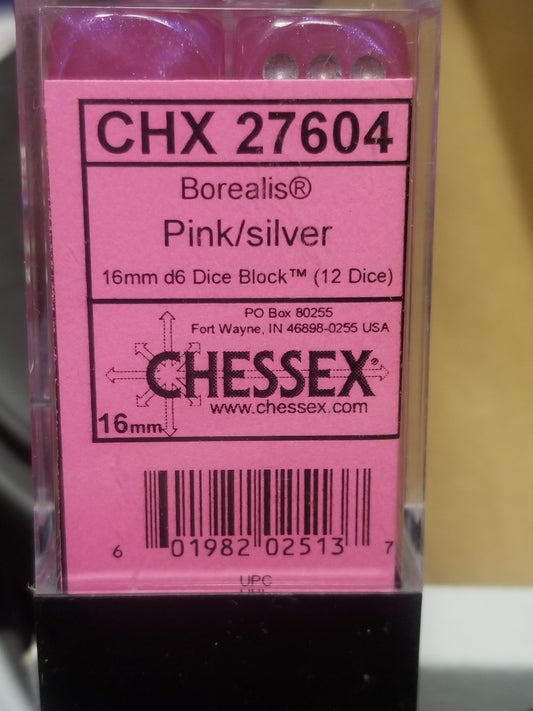 CHX 27604
Borealis®
Pink/silver
16mm d6 Dice Block™ (12 Dice)
PO Box 80255
Fort Wayne, IN 46898-0255 USA
CHESSEX®
www.chessex.com
16mm
6 01982 02513 7
UPC